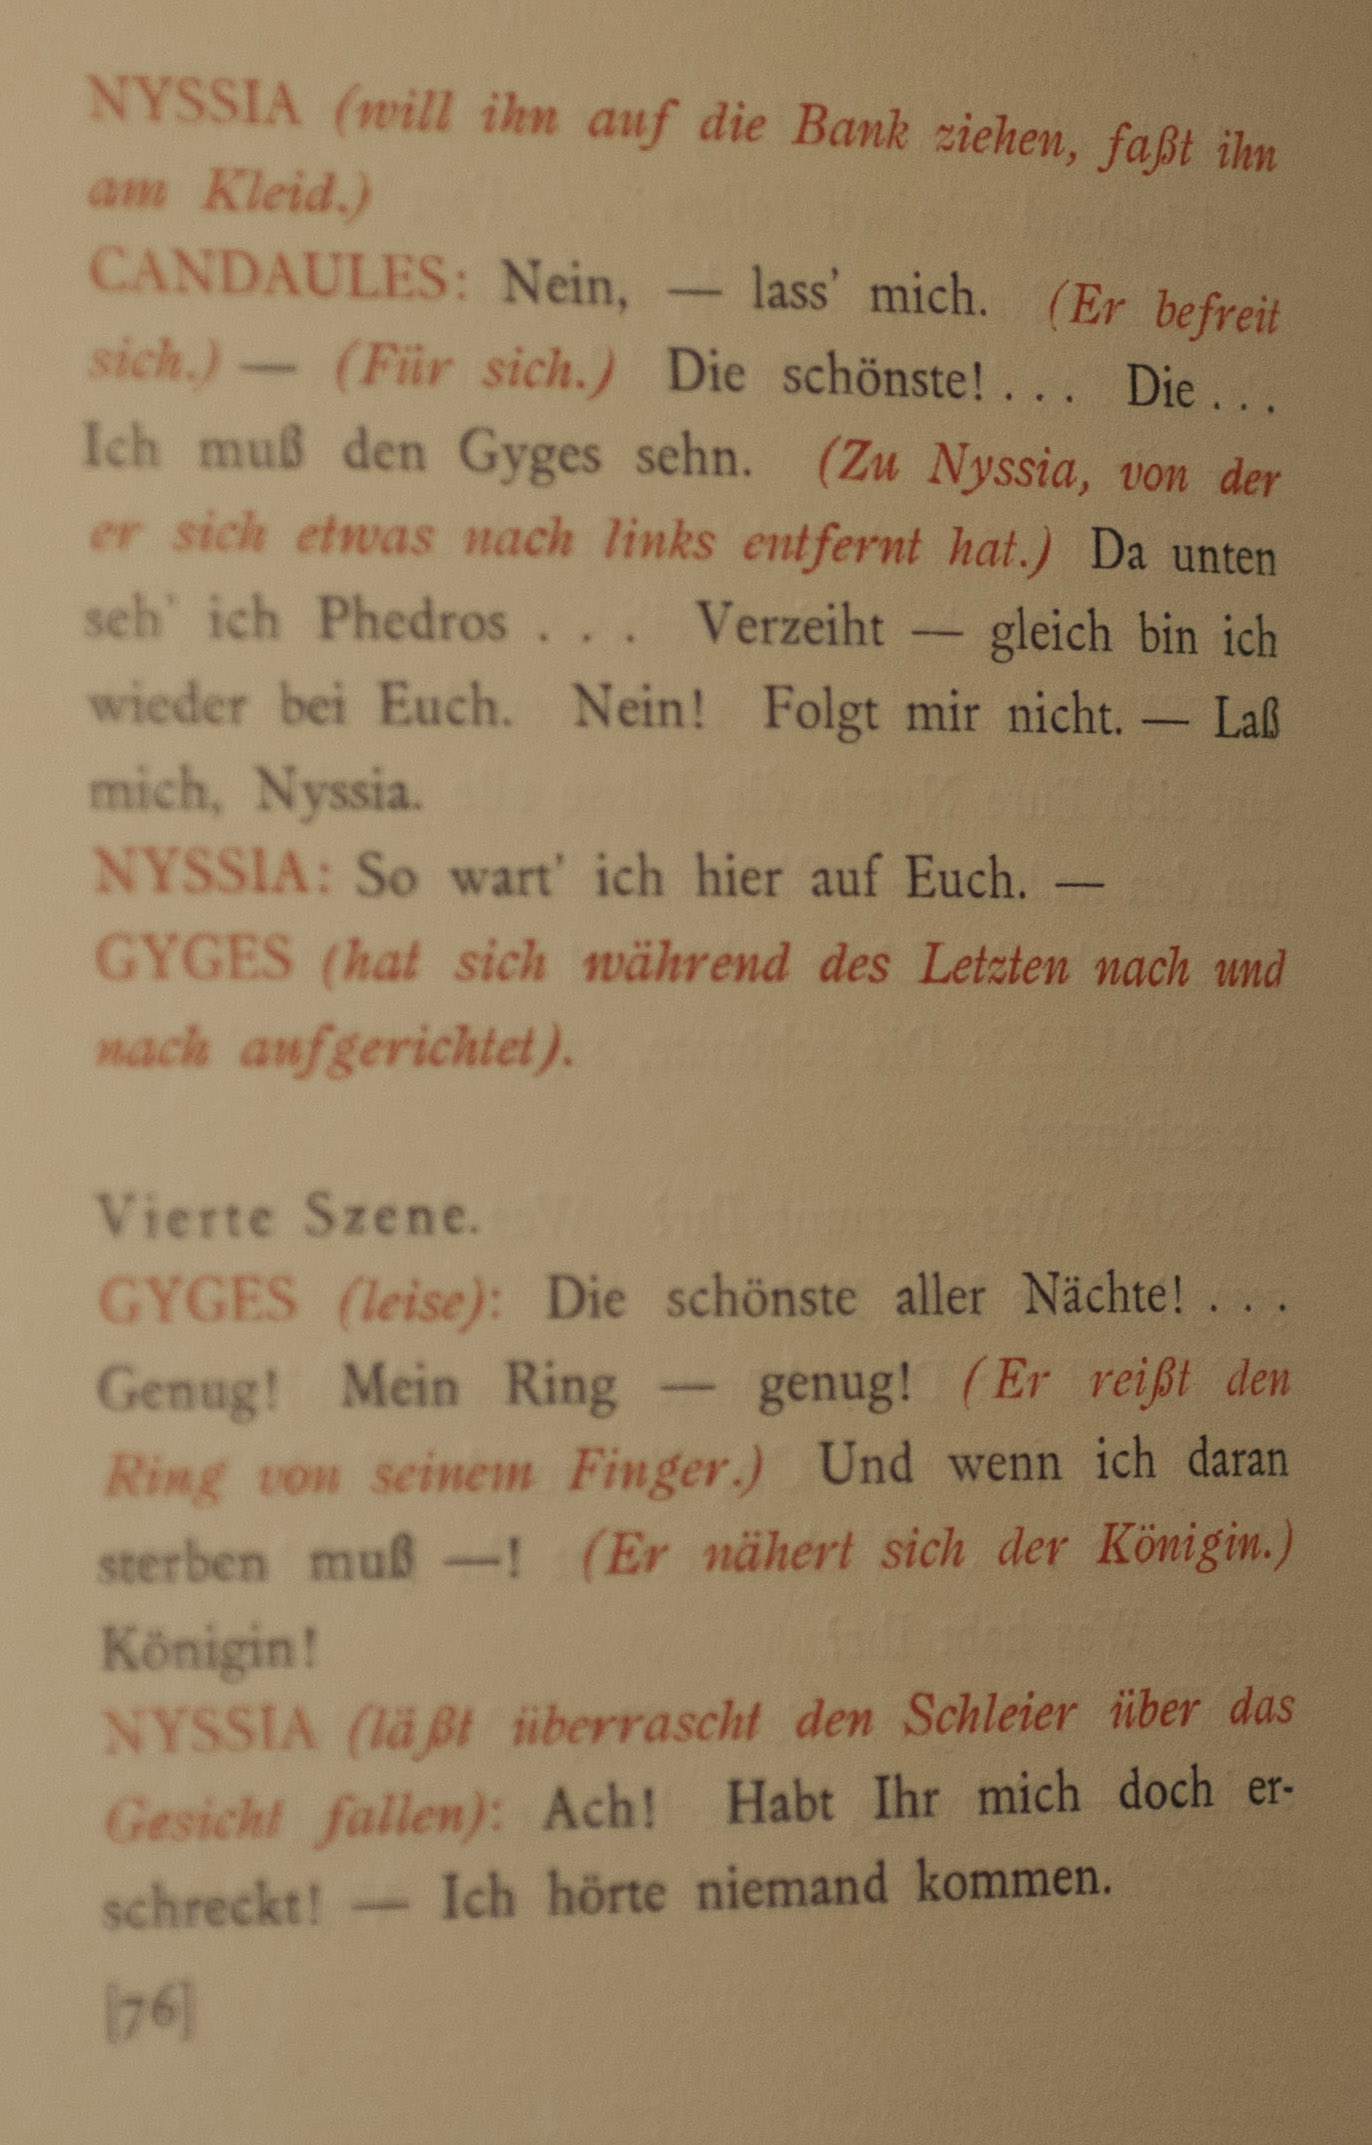 NYSSIA (will ihn auf die Bank ziehen, faßt ihn
am Kleid.)
CANDAULES: Nein, — lass' mich. (Er befreit
sich.) — (Für sich.) Die schönste! . . . Die . . .
Ich muß den Gyges sehn. (Zu Nyssia, von der
er sich etwas nach links entfernt hat.) Da unten
seh' ich Phedros . . . Verzeiht — gleich bin ich
wieder bei Euch. Nein! Folgt mir nicht. — Laß
mich, Nyssia.
NYSSIA: So wart' ich hier auf Euch. —
GYGES (hat sich während des Letzten nach und
nach aufgerichtet).
Vierte Szene.
GYGES (leise): Die schönste aller Nächte! . . .
Genug! Mein Ring — genug! (Er reißt den
Ring von seinem Finger.) Und wenn ich daran
sterben muß —! (Er nähert sich der Königin.)
Königin!
NYSSIA (läßt überrascht den Schleier über das
Gesicht fallen): Ach! Habt Ihr mich doch er-
schreckt! — Ich hörte niemand kommen.
[76]